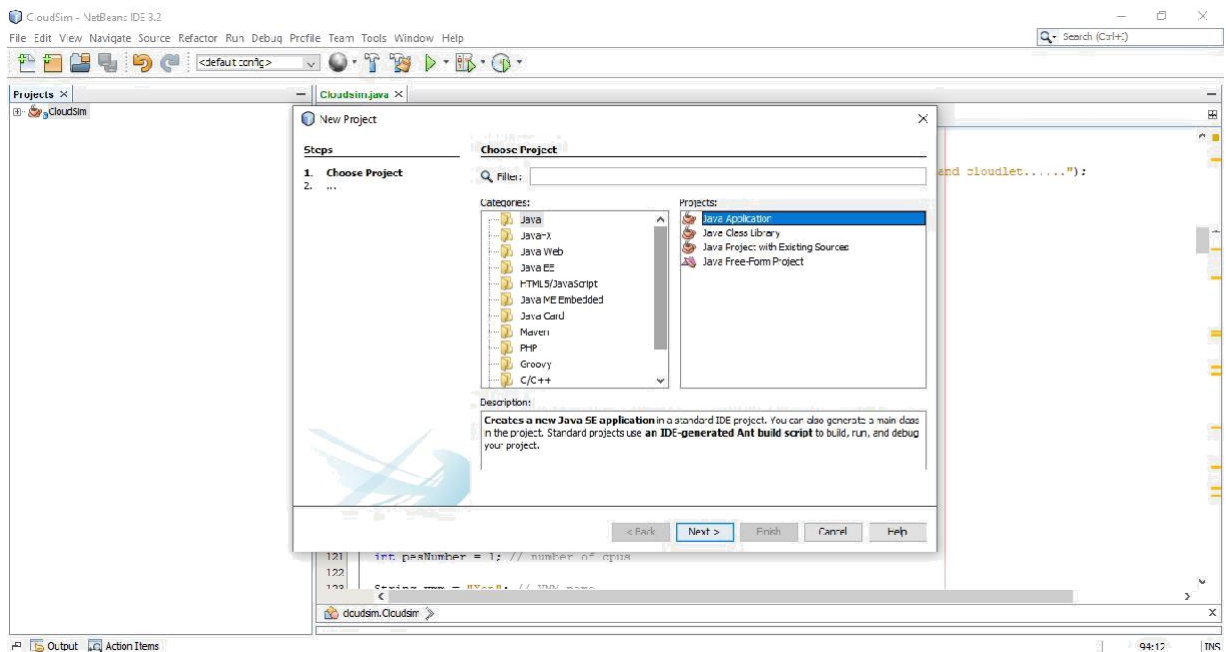 CloudSim - NetBeans IDE 8.2
File Edit View Navigate Source Refactor Run Debug Profile Team Tools Window Help
Search (Ctrl+I)
<default config>
Projects
Cloudsim.java
CloudSim
New Project
Steps
1. Choose Project
2. ...
Choose Project
Filter:
Categories:
Java
Java-X
Java Web
Java EE
HTML5/JavaScript
Java ME Embedded
Java Card
Maven
PHP
Groovy
C/C++
Projects:
Java Application
Java Class Library
Java Project with Existing Sources
Java Free-Form Project
Description:
Creates a new Java SE application in a standard IDE project. You can also generate a main class
in the project. Standard projects use an IDE-generated Ant build script to build, run, and debug
your project.
< Back Next > Finish Cancel Help
and cloudlet......");
121 int pesNumber = 1; // number of cpus
122
123 String vmm = "Xen"; // VMM name
cloudsim.Cloudsim
Output Action Items
94:12 INS